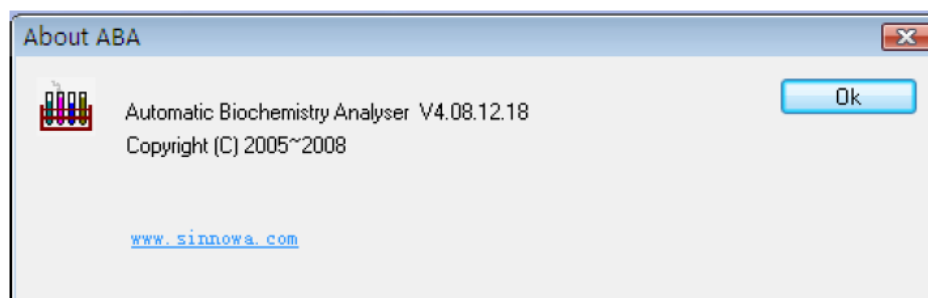 About ABA
Ok
Automatic Biochemistry Analyser V4.08.12.18
Copyright (C) 2005~2008
www.sinnowa.com